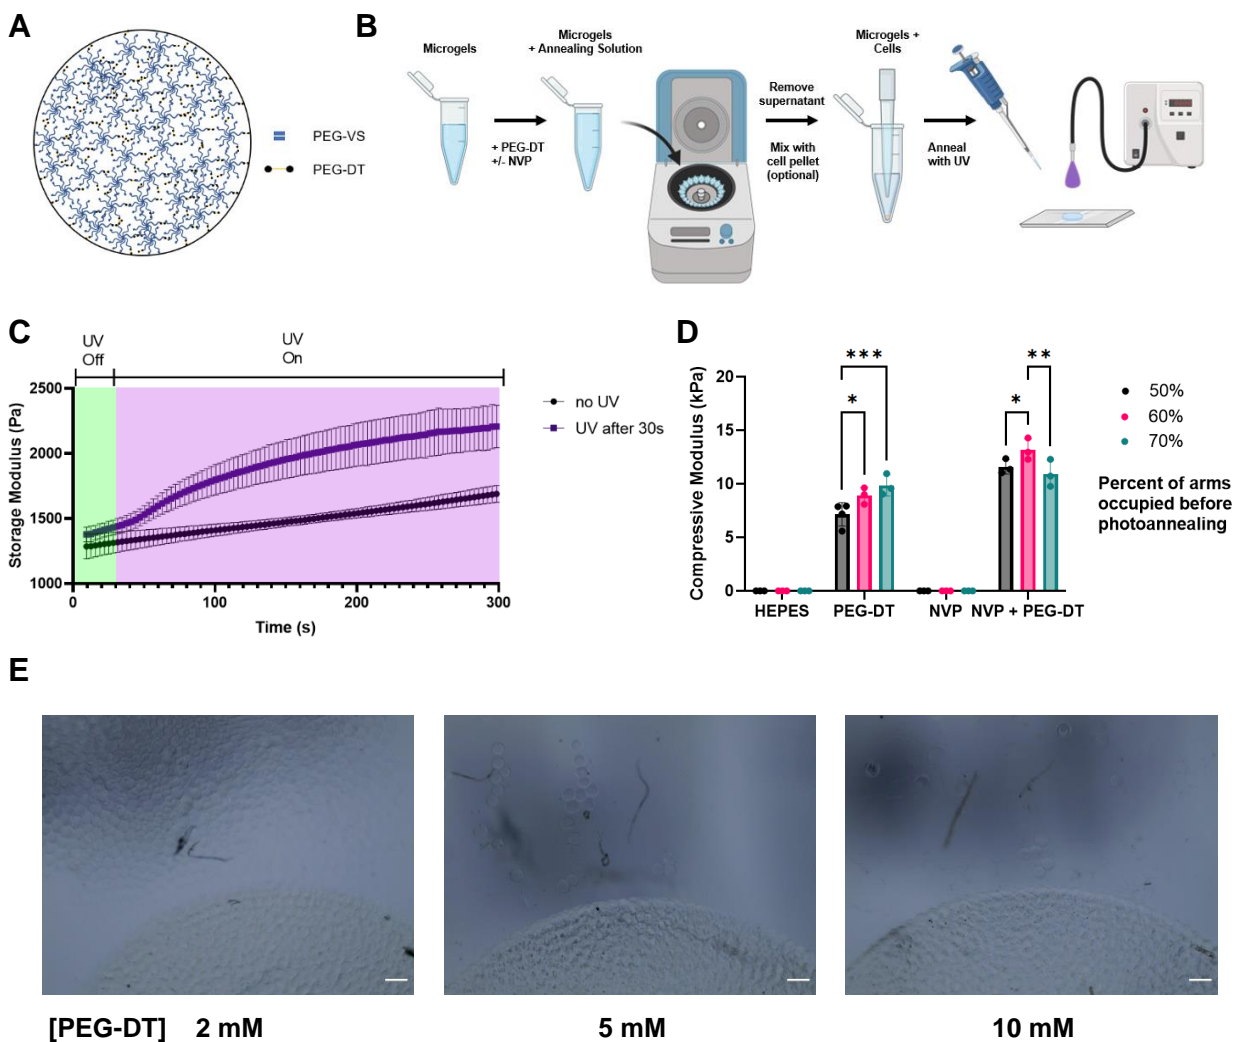 A
PEG-VS
PEG-DT
B
Microgels
Microgels
+ Annealing Solution
+ PEG-DT
+/- NVP
Remove
supernatant
Mix with
cell pellet
(optional)
Microgels +
Cells
Anneal
with UV
C
UV
Off
UV
On
Storage Modulus (Pa)
2500
2000
1500
1000
0
100
200
300
Time (s)
no UV
UV after 30s
D
Compressive Modulus (kPa)
20
15
10
5
0
***
*
*
**
HEPES
PEG-DT
NVP
NVP + PEG-DT
50%
60%
70%
Percent of arms
occupied before
photoannealing
E
[PEG-DT] 2 mM
5 mM
10 mM